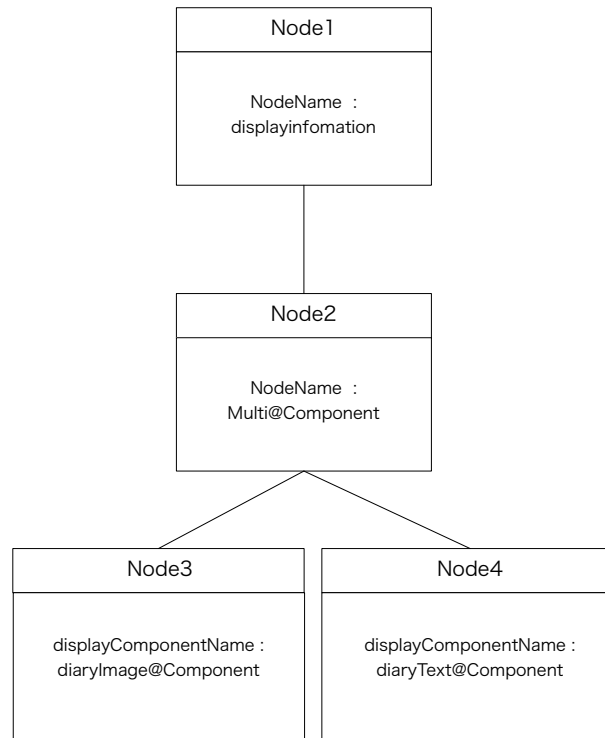 Node1
NodeName :
displayinfomation
Node2
NodeName :
Multi@Component
Node3
displayComponentName :
diaryImage@Component
Node4
displayComponentName :
diaryText@Component